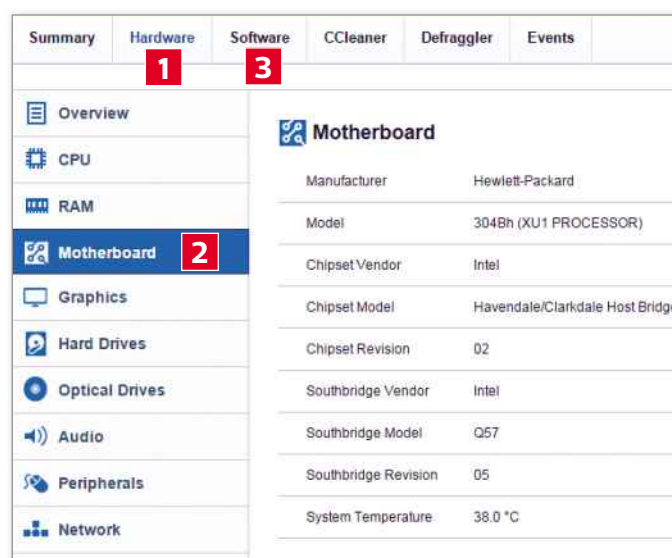 Summary Hardware Software CCleaner Defraggler Events
1 3
Overview
CPU
RAM
Motherboard 2
Graphics
Hard Drives
Optical Drives
Audio
Peripherals
Network
Motherboard
Manufacturer Hewlett-Packard
Model 304Bh (XU1 PROCESSOR)
Chipset Vendor Intel
Chipset Model Havendale/Clarkdale Host Bridge
Chipset Revision 02
Southbridge Vendor Intel
Southbridge Model Q57
Southbridge Revision 05
System Temperature 38.0 °C